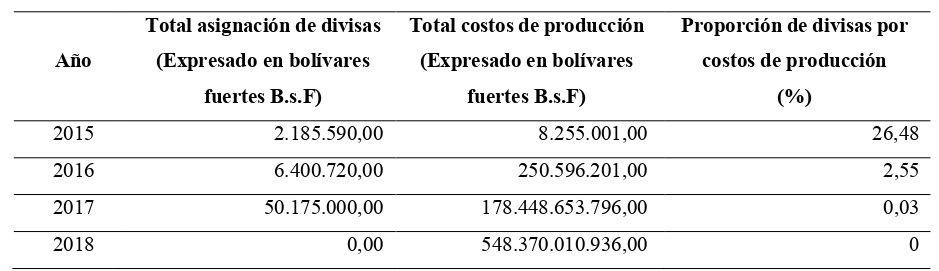 Año Total asignación de divisas (Expresado en bolívares fuertes B.s.F) Total costos de producción (Expresado en bolívares fuertes B.s.F) Proporción de divisas por costos de producción (%)
2015 2.185.590,00 8.255.001,00 26,48
2016 6.400.720,00 250.596.201,00 2,55
2017 50.175.000,00 178.448.653.796,00 0,03
2018 0,00 548.370.010.936,00 0